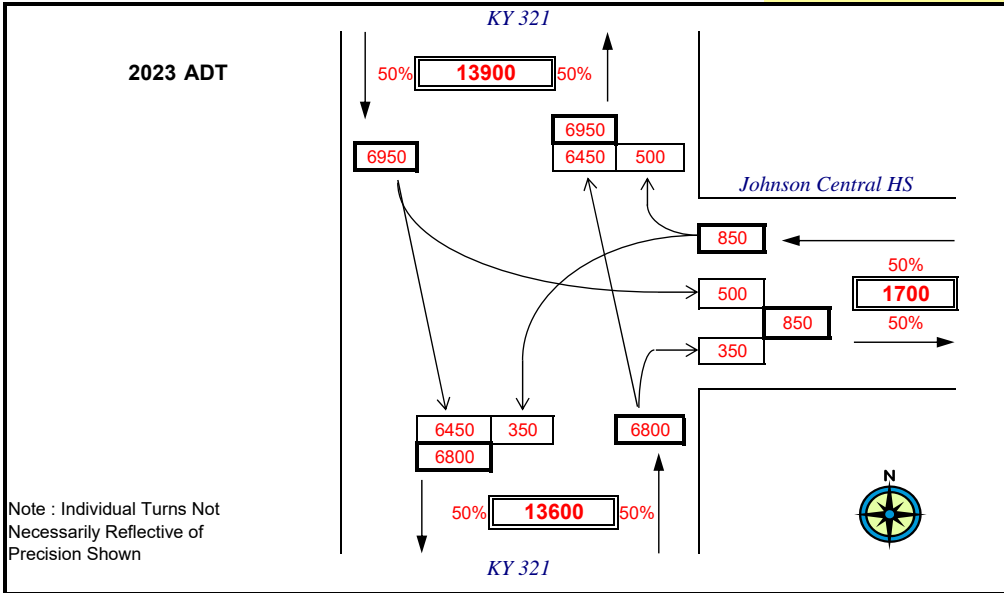 KY 321
2023 ADT
50% 13900 50%
6950
6950
6450 500
Johnson Central HS
850
50%
500
1700
850
50%
350
6450 350
6800
6800
N
50% 13600 50%
Note : Individual Turns Not
Necessarily Reflective of
Precision Shown
KY 321